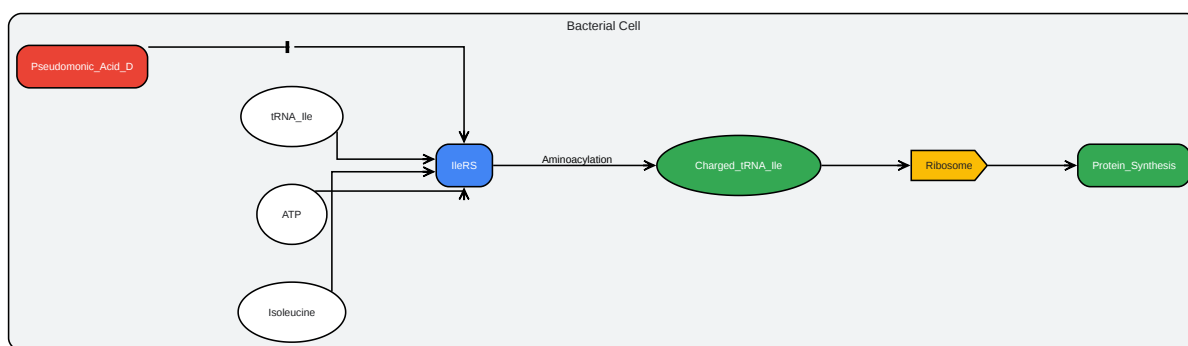 Bacterial Cell
Pseudomonic_Acid_D
tRNA_Ile
IleRS
Aminoacylation
Charged_tRNA_Ile
Ribosome
Protein_Synthesis
ATP
Isoleucine